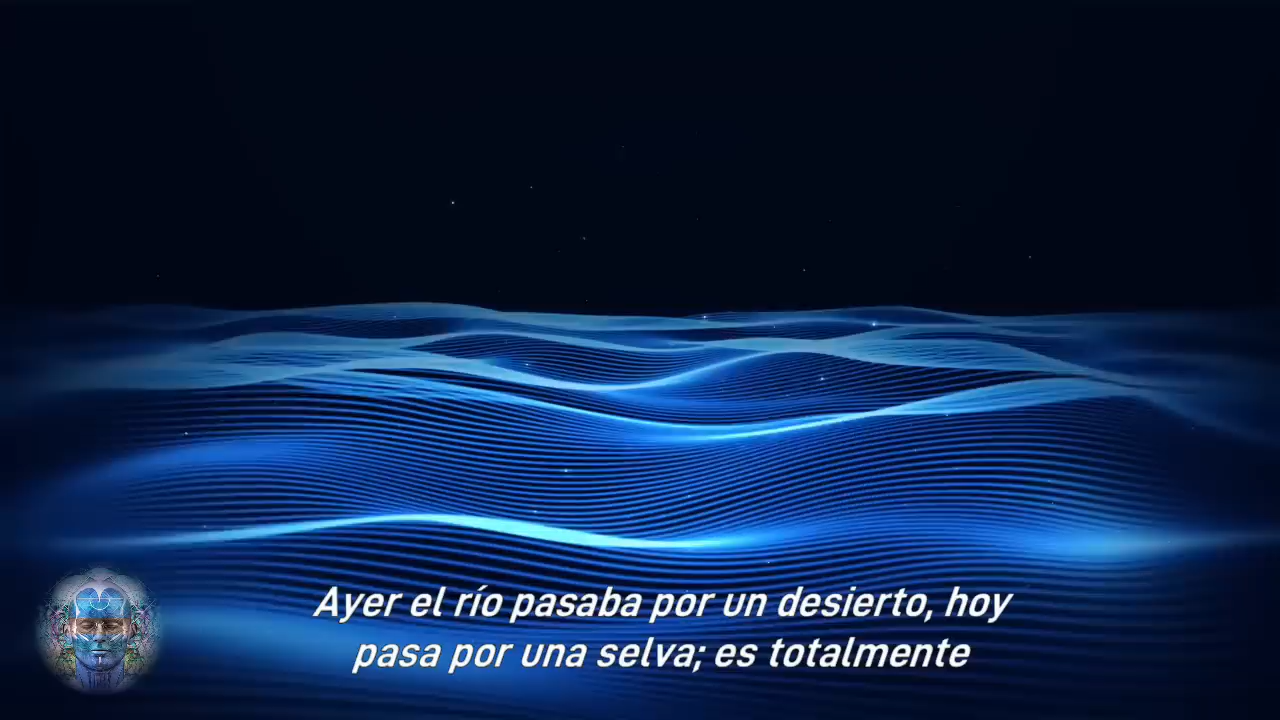 Ayer el río pasaba por un desierto, hoy
pasa por una selva; es totalmente